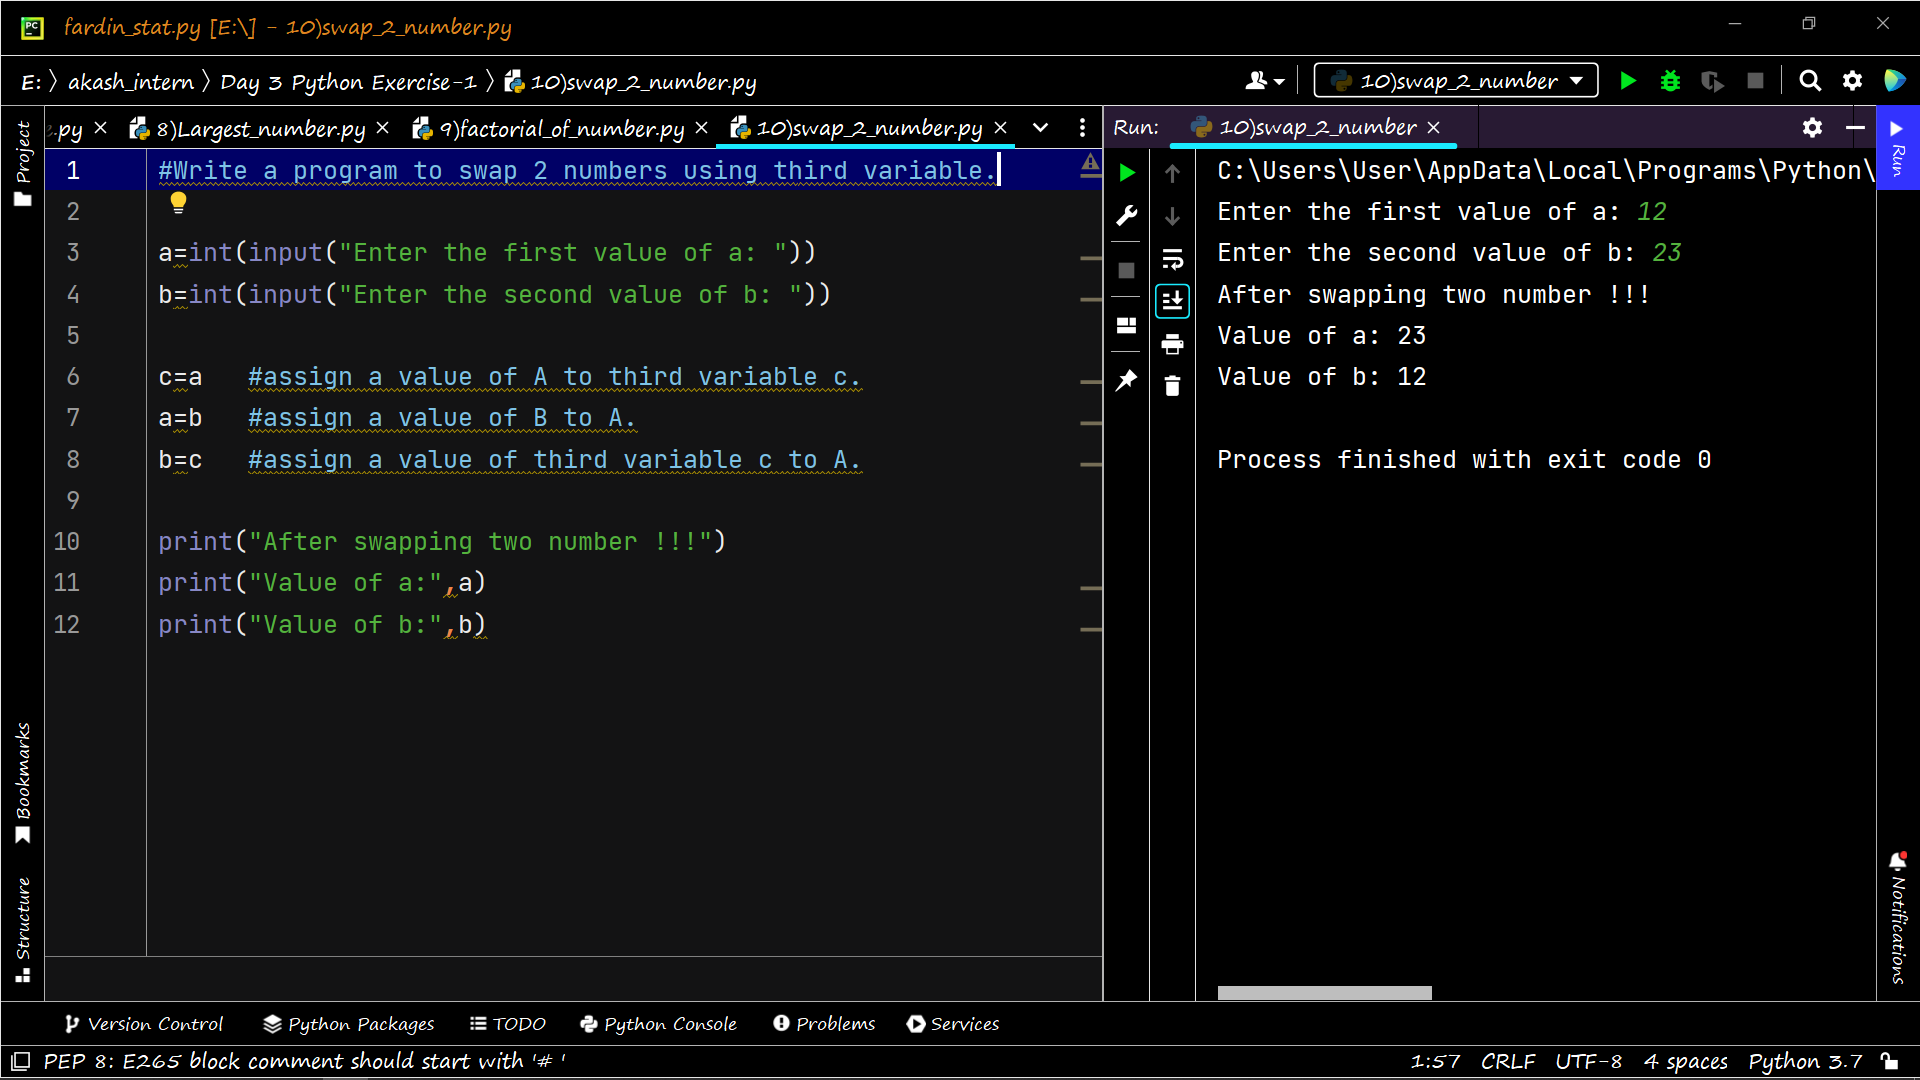 PC fardin_stat.py [E:\] - 10)swap_2_number.py
E: 〉 akash_intern 〉 Day 3 Python Exercise-1 〉 10)swap_2_number.py
10)swap_2_number
Project
.py × 8)Largest_number.py × 9)factorial_of_number.py × 10)swap_2_number.py ×
1 #Write a program to swap 2 numbers using third variable.
2
3 a=int(input("Enter the first value of a: "))
4 b=int(input("Enter the second value of b: "))
5
6 c=a   #assign a value of A to third variable c.
7 a=b   #assign a value of B to A.
8 b=c   #assign a value of third variable c to A.
9
10 print("After swapping two number !!!")
11 print("Value of a:",a)
12 print("Value of b:",b)
Bookmarks
Structure
Run: 10)swap_2_number ×
C:\Users\User\AppData\Local\Programs\Python\
Enter the first value of a: 12
Enter the second value of b: 23
After swapping two number !!!
Value of a: 23
Value of b: 12
Process finished with exit code 0
Run
Notifications
Version Control Python Packages TODO Python Console Problems Services
PEP 8: E265 block comment should start with '# '
1:57 CRLF UTF-8 4 spaces Python 3.7